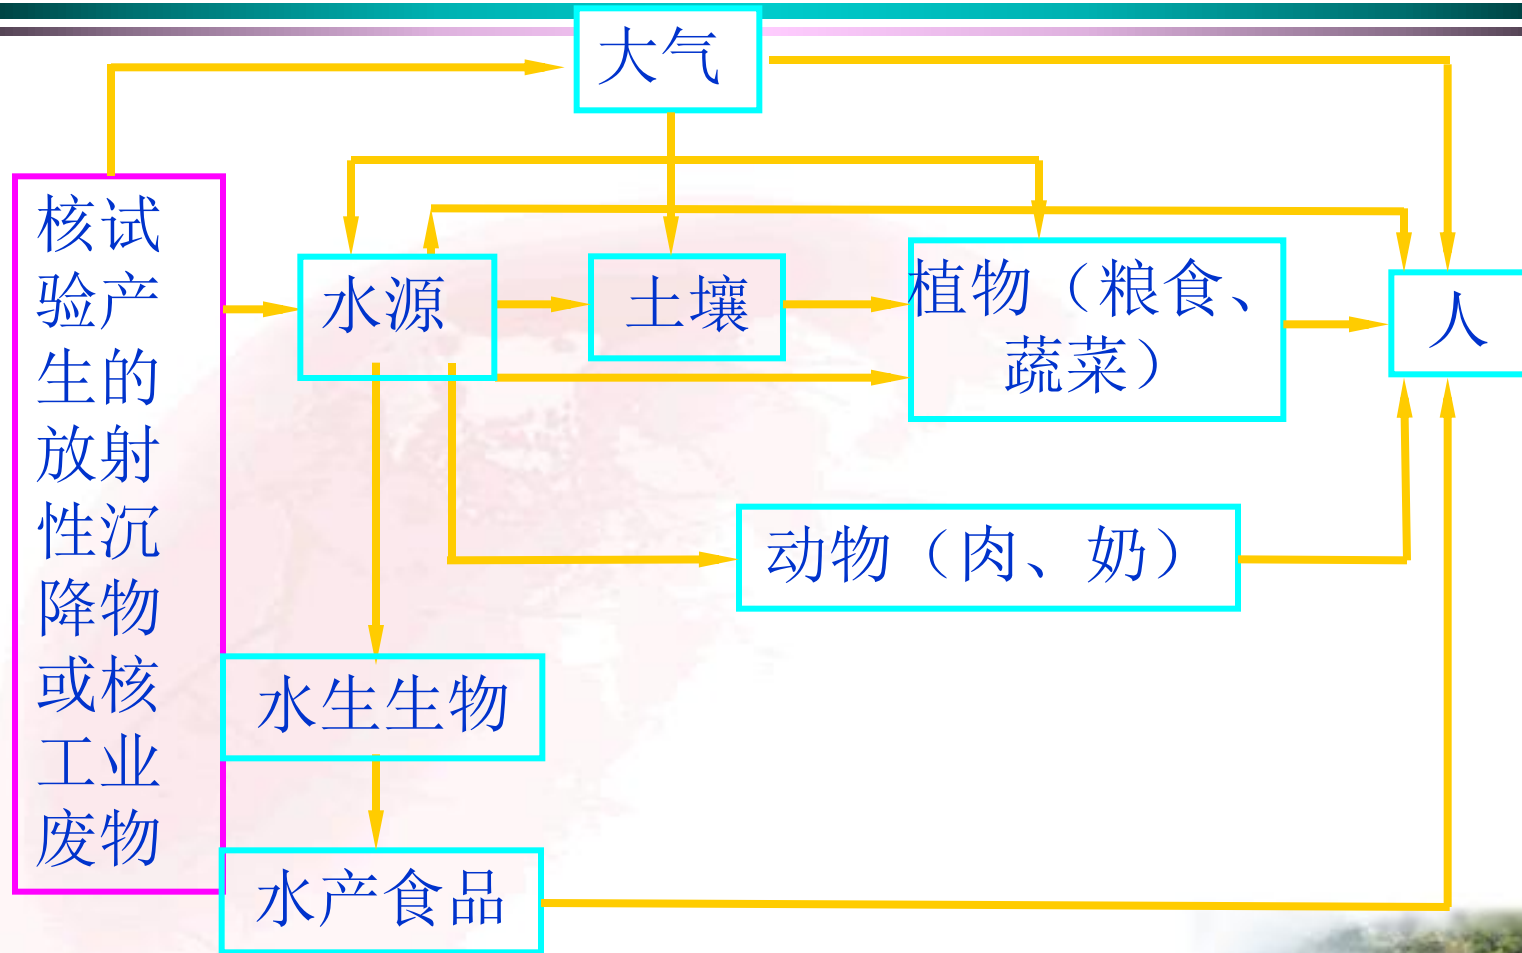 大气
核试
验产
生的
放射
性沉
降物
或核
工业
废物
水源
土壤
植物（粮食、
蔬菜）
人
动物（肉、奶）
水生生物
水产食品